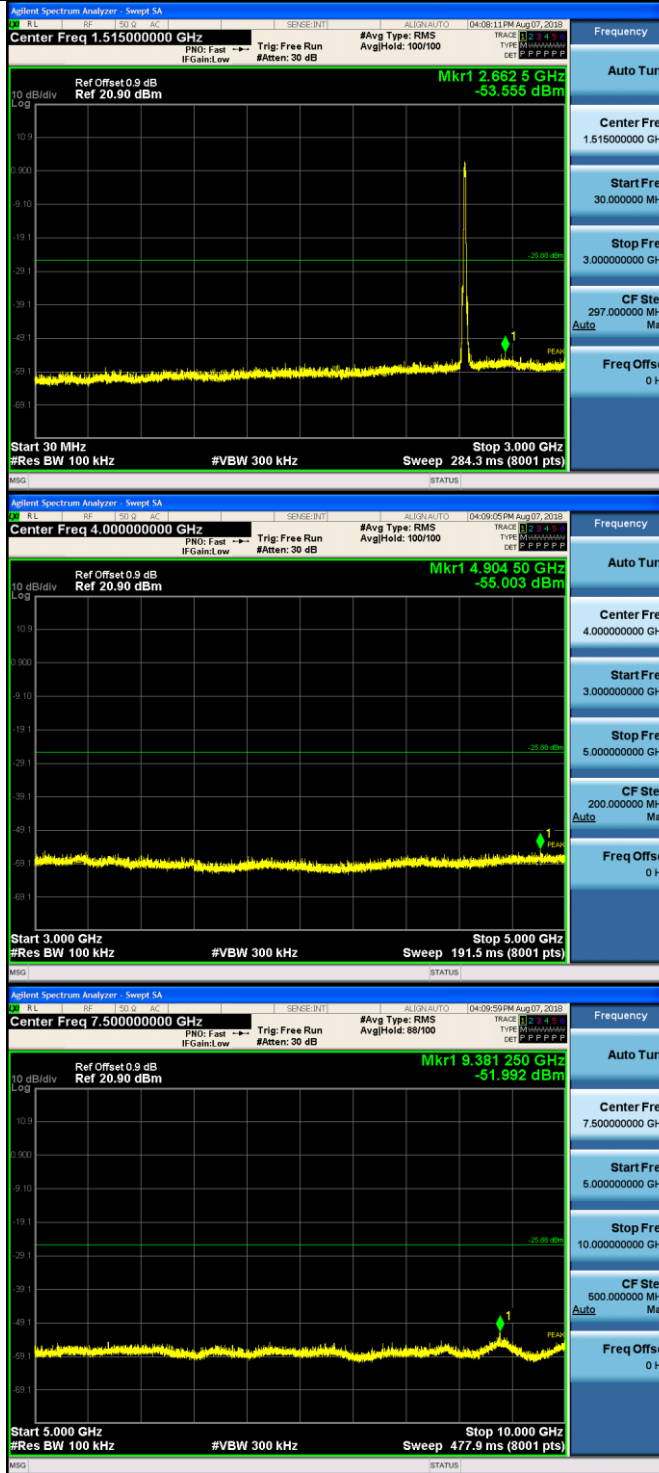 Agilent Spectrum Analyzer - Swept SA
RL RF 50 Ω AC SENSE:INT ALIGNAUTO 04:08:11 PM Aug 07, 2018
Center Freq 1.515000000 GHz
PNO: Fast
IFGain:Low
Trig: Free Run
#Atten: 30 dB
#Avg Type: RMS
Avg|Hold: 100/100
TRACE 1 2 3 4 5 6
TYPE M
DET P P P P P P
Frequency
Auto Tun
Mkr1 2.662 5 GHz
-53.555 dBm
Ref Offset 0.9 dB
10 dB/div Ref 20.90 dBm
Log
10.9
0.900
-9.10
-19.1
-25.00 dBm
-29.1
-39.1
-49.1
1
PEAK
-59.1
-69.1
Center Fre
1.515000000 GH
Start Fre
30.000000 MH
Stop Fre
3.000000000 GH
CF Ste
297.000000 MH
Auto Ma
Freq Offse
0 H
Start 30 MHz Stop 3.000 GHz
#Res BW 100 kHz #VBW 300 kHz Sweep 284.3 ms (8001 pts)
MSG STATUS
Agilent Spectrum Analyzer - Swept SA
RL RF 50 Ω AC SENSE:INT ALIGNAUTO 04:09:05 PM Aug 07, 2018
Center Freq 4.000000000 GHz
PNO: Fast
IFGain:Low
Trig: Free Run
#Atten: 30 dB
#Avg Type: RMS
Avg|Hold: 100/100
TRACE 1 2 3 4 5 6
TYPE M
DET P P P P P P
Frequency
Auto Tun
Mkr1 4.904 50 GHz
-55.003 dBm
Ref Offset 0.9 dB
10 dB/div Ref 20.90 dBm
Log
10.9
0.900
-9.10
-19.1
-25.00 dBm
-29.1
-39.1
-49.1
1
PEAK
-59.1
-69.1
Center Fre
4.000000000 GH
Start Fre
3.000000000 GH
Stop Fre
5.000000000 GH
CF Ste
200.000000 MH
Auto Ma
Freq Offse
0 H
Start 3.000 GHz Stop 5.000 GHz
#Res BW 100 kHz #VBW 300 kHz Sweep 191.5 ms (8001 pts)
MSG STATUS
Agilent Spectrum Analyzer - Swept SA
RL RF 50 Ω AC SENSE:INT ALIGNAUTO 04:09:59 PM Aug 07, 2018
Center Freq 7.500000000 GHz
PNO: Fast
IFGain:Low
Trig: Free Run
#Atten: 30 dB
#Avg Type: RMS
Avg|Hold: 88/100
TRACE 1 2 3 4 5 6
TYPE M
DET P P P P P P
Frequency
Auto Tun
Mkr1 9.381 250 GHz
-51.992 dBm
Ref Offset 0.9 dB
10 dB/div Ref 20.90 dBm
Log
10.9
0.900
-9.10
-19.1
-25.00 dBm
-29.1
-39.1
-49.1
1
PEAK
-59.1
-69.1
Center Fre
7.500000000 GH
Start Fre
5.000000000 GH
Stop Fre
10.000000000 GH
CF Ste
500.000000 MH
Auto Ma
Freq Offse
0 H
Start 5.000 GHz Stop 10.000 GHz
#Res BW 100 kHz #VBW 300 kHz Sweep 477.9 ms (8001 pts)
MSG STATUS